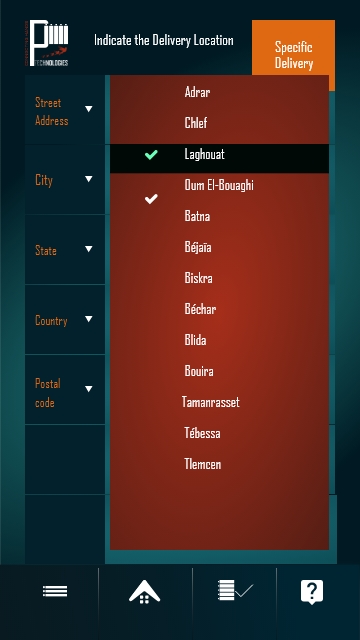 TECHNOLOGIES
Indicate the Delivery Location
Specific
Delivery
Street
Address
City
State
Country
Postal
code
Adrar
Chlef
Laghouat
Oum El-Bouaghi
Batna
Béjaïa
Biskra
Béchar
Blida
Bouira
Tamanrasset
Tébessa
Tlemcen